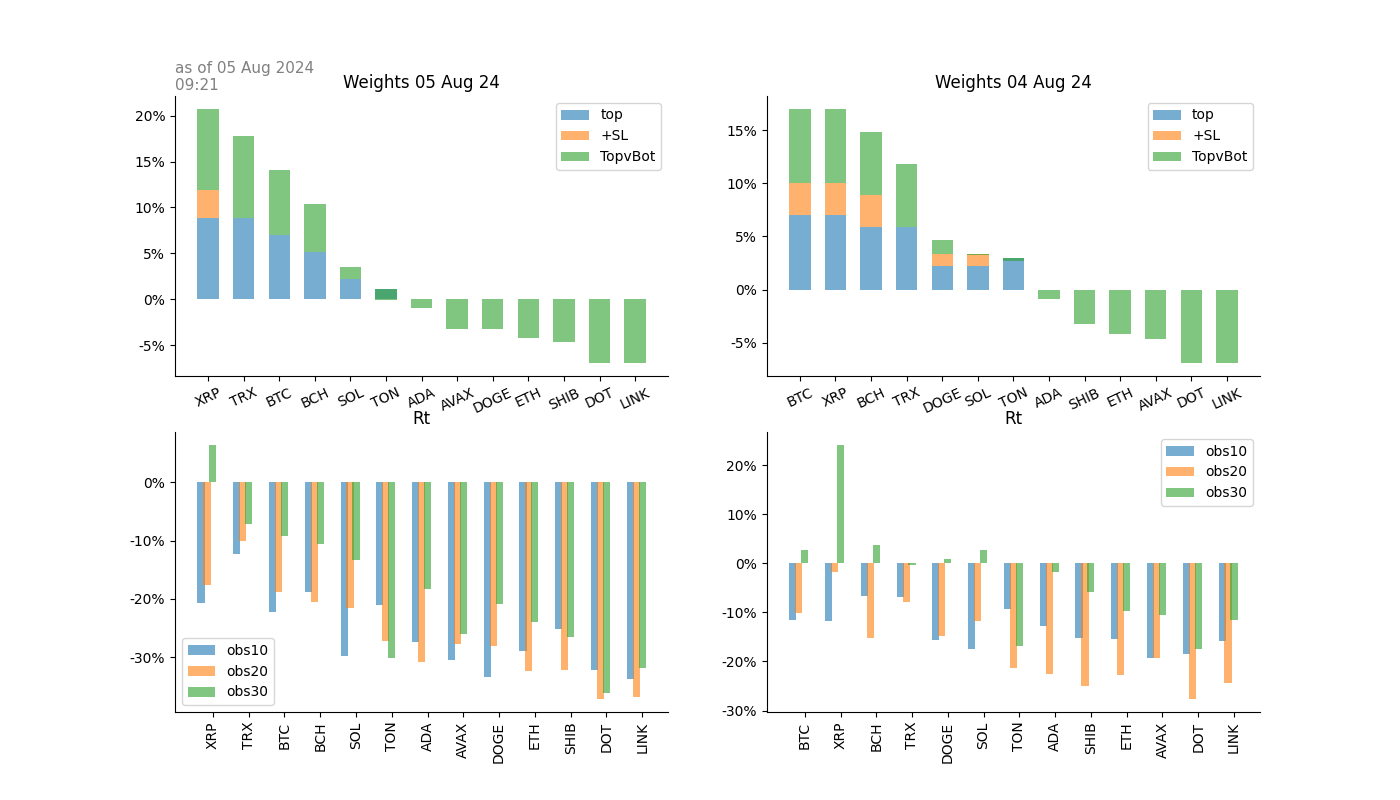 as of 05 Aug 2024
09:21
Weights 05 Aug 24
20%
15%
10%
5%
0%
-5%
top
+SL
TopvBot
XRP TRX BTC BCH SOL TON ADA AVAX DOGE ETH SHIB DOT LINK
Weights 04 Aug 24
15%
10%
5%
0%
-5%
top
+SL
TopvBot
BTC XRP BCH TRX DOGE SOL TON ADA SHIB ETH AVAX DOT LINK
Rt
0%
-10%
-20%
-30%
obs10
obs20
obs30
XRP TRX BTC BCH SOL TON ADA AVAX DOGE ETH SHIB DOT LINK
Rt
20%
10%
0%
-10%
-20%
-30%
obs10
obs20
obs30
BTC XRP BCH TRX DOGE SOL TON ADA SHIB ETH AVAX DOT LINK